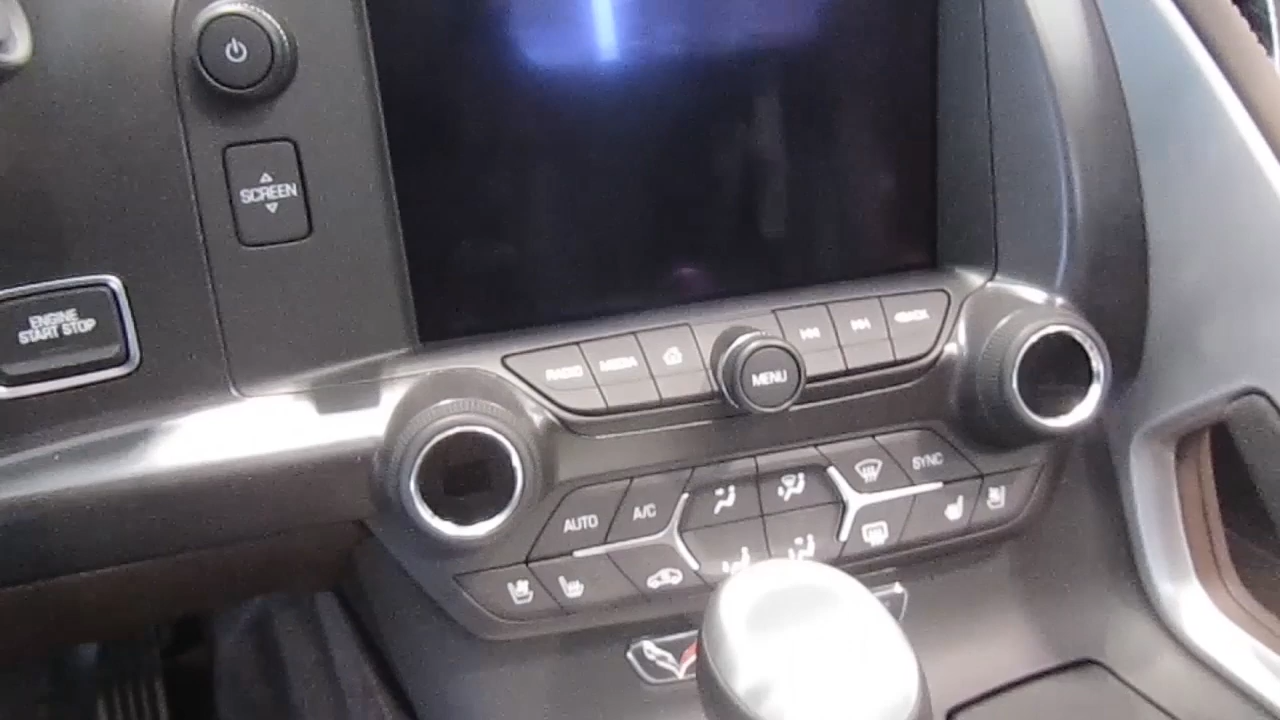 SCREEN
ENGINE
START STOP
RADIO
MEDIA
MENU
BACK
AUTO
A/C
SYNC